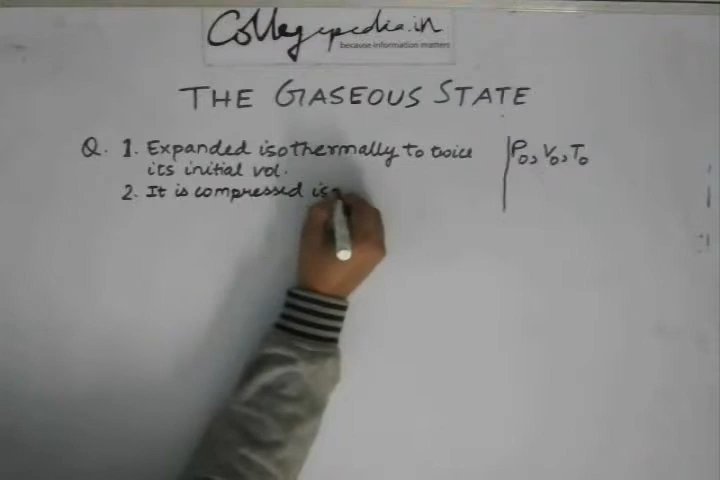 Collegepedia.in
because information matters
THE GASEOUS STATE
Q. 1. Expanded isothermally to twice
its initial vol.
P₀, V₀, T₀
2. It is compressed is